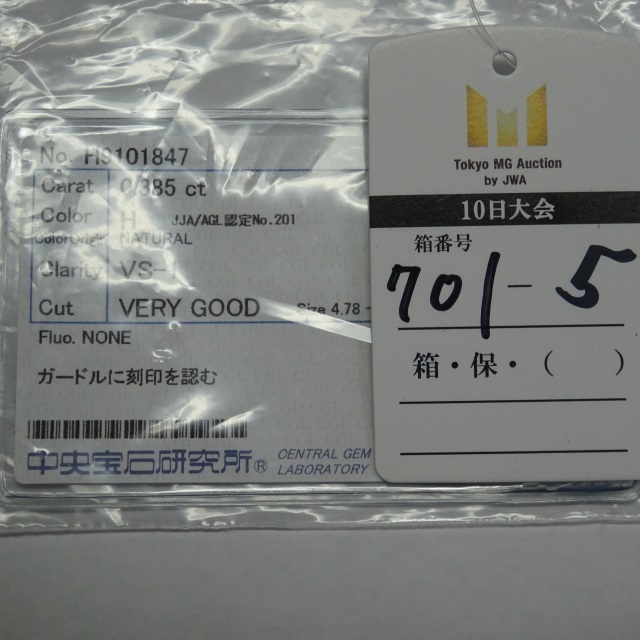 No. H9101847
Carat 0.385 ct
Color H JJA/AGL認定No.201
NATURAL
Clarity VS-1
Cut VERY GOOD Size 4.78 -
Fluo. NONE
ガードルに刻印を認む
中央宝石研究所® CENTRAL GEM
LABORATORY
Tokyo MG Auction
by JWA
10日大会
箱番号
701-5
箱・保・( )